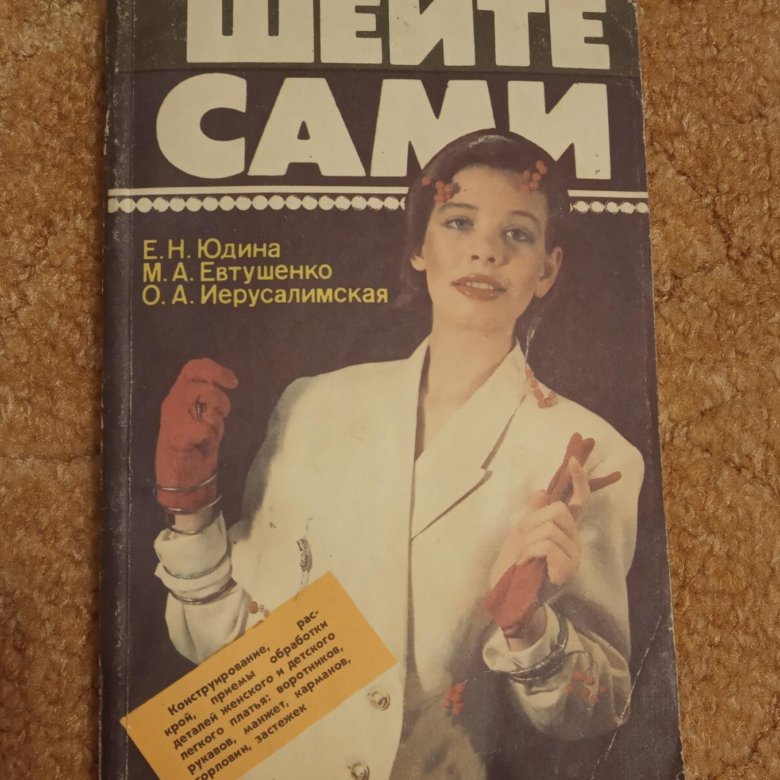 ШЕЙТЕ
САМИ
Е. Н. Юдина
М. А. Евтушенко
О. А. Иерусалимская
Конструирование, рас-
крой, приемы обработки
деталей женского и детского
легкого платья: воротников,
рукавов, манжет, карманов,
горловин, застежек